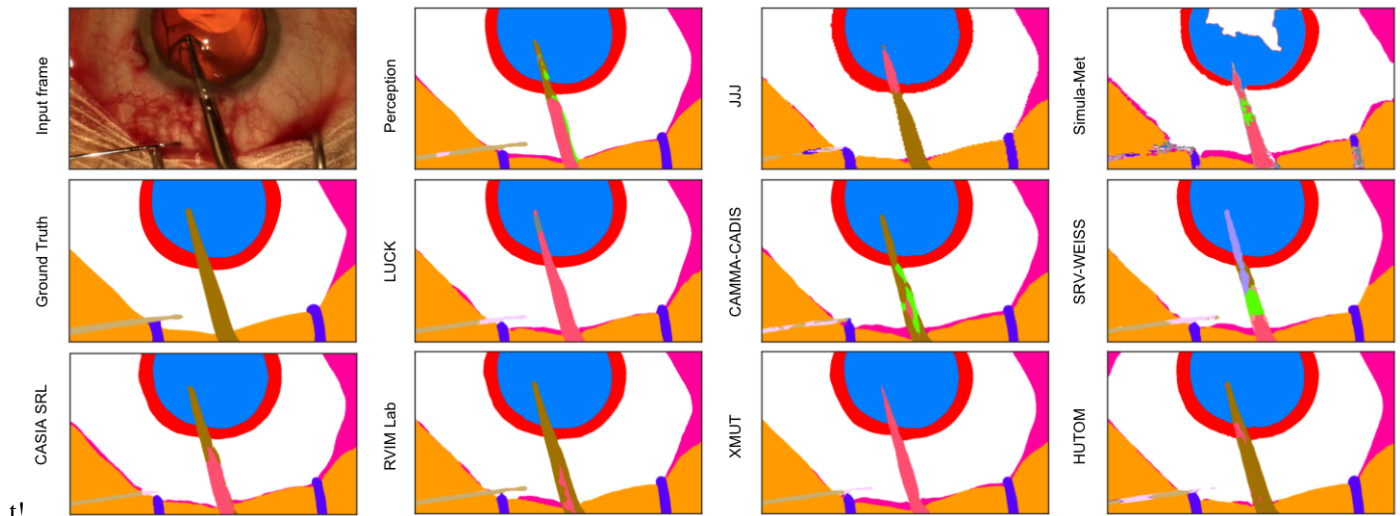 Input frame
Perception
JJJ
Simula-Met
Ground Truth
LUCK
CAMMA-CADIS
SRV-WEISS
CASIA SRL
RVIM Lab
XMUT
HUTOM